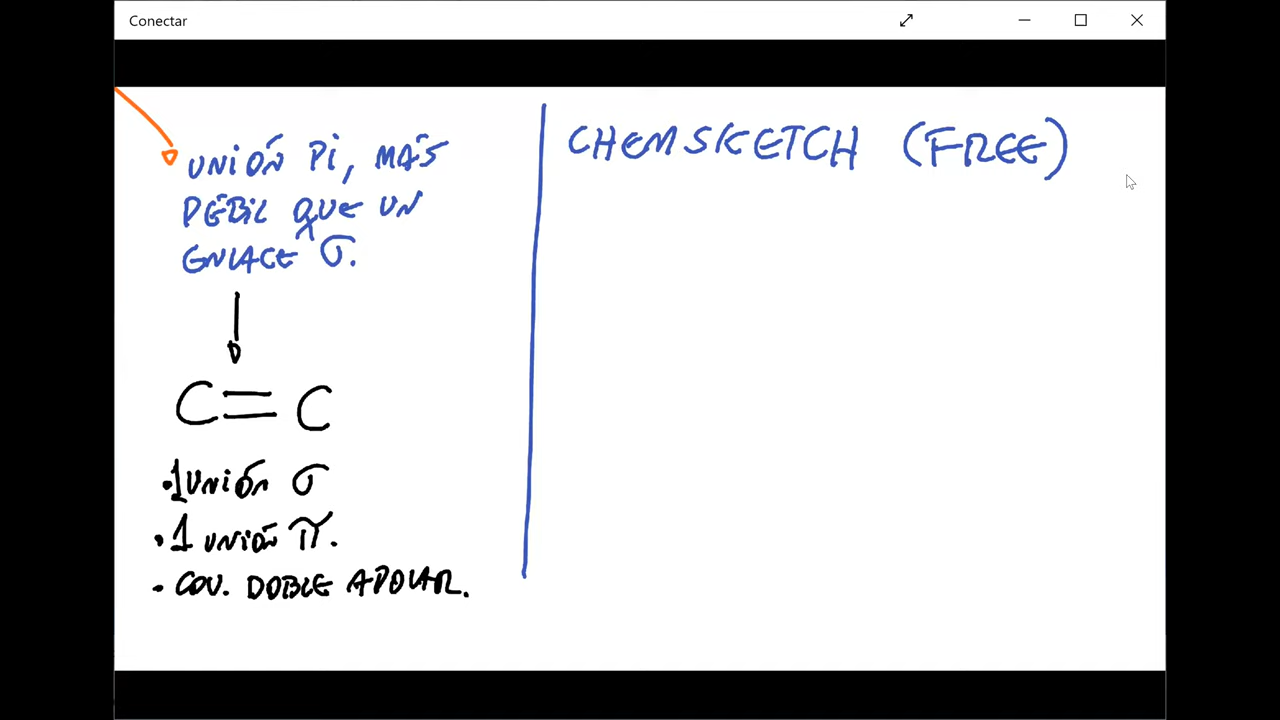 Conectar
UNIÓN Pi, MÁS
DÉBIL QUE UN
ENLACE σ.
C=C
•1 UNIÓN σ
•1 UNIÓN π.
• COV. DOBLE APOLAR.
CHEMSKETCH (FREE)